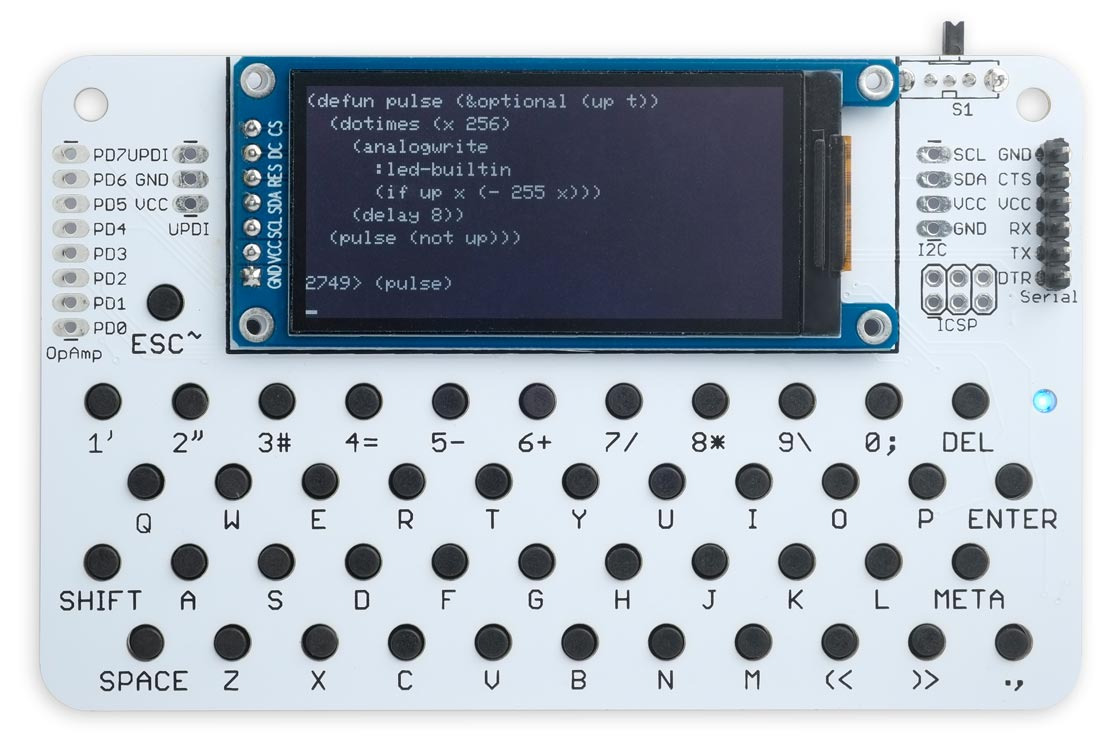 (defun pulse (&optional (up t))
(dotimes (x 256)
(analogwrite
:led-builtin
(if up x (- 255 x)))
(delay 8))
(pulse (not up)))
2749> (pulse)
CS
DC
RES
SDA
SCL
VCC
GND
S1
PD7 UPDI
PD6 GND
PD5 VCC
PD4 UPDI
PD3
PD2
PD1
PD0
OpAmp
ESC~
SCL GND
SDA CTS
VCC VCC
GND RX
I2C TX
DTR
Serial
ICSP
1' 2" 3# 4= 5- 6+ 7/ 8* 9\ 0; DEL
Q W E R T Y U I O P ENTER
SHIFT A S D F G H J K L META
SPACE Z X C V B N M << >> .,